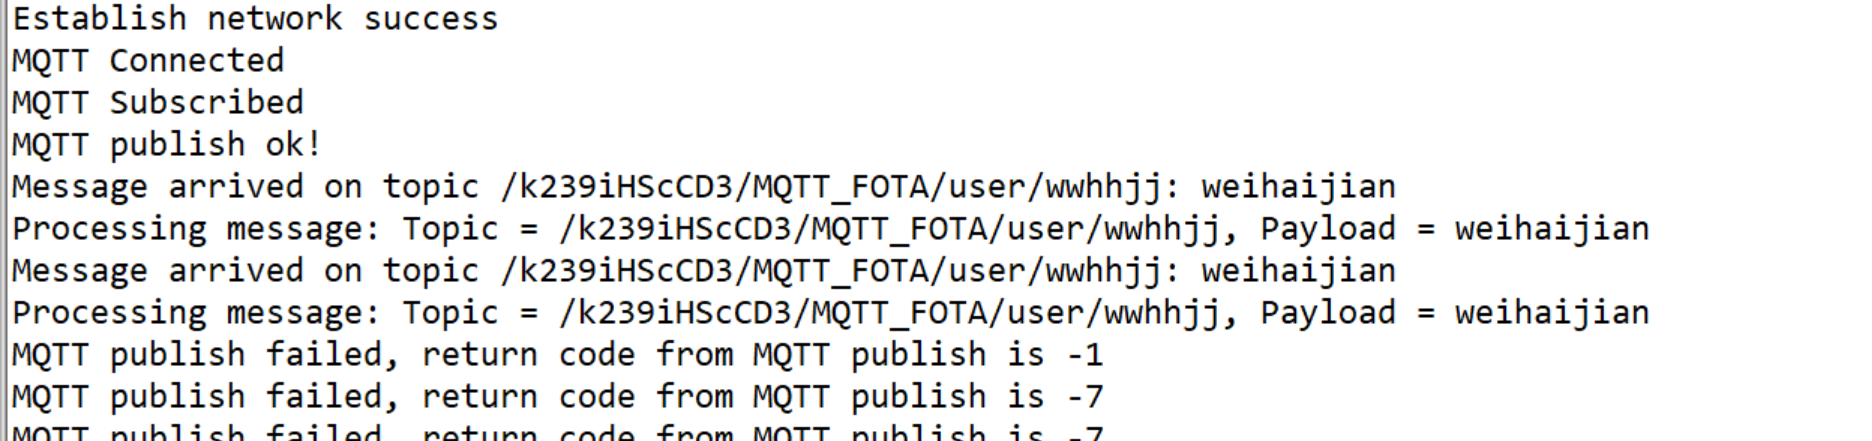 Establish network success
MQTT Connected
MQTT Subscribed
MQTT publish ok!
Message arrived on topic /k239iHScCD3/MQTT_FOTA/user/wwhhjj: weihaijian
Processing message: Topic = /k239iHScCD3/MQTT_FOTA/user/wwhhjj, Payload = weihaijian
Message arrived on topic /k239iHScCD3/MQTT_FOTA/user/wwhhjj: weihaijian
Processing message: Topic = /k239iHScCD3/MQTT_FOTA/user/wwhhjj, Payload = weihaijian
MQTT publish failed, return code from MQTT publish is -1
MQTT publish failed, return code from MQTT publish is -7
MQTT publish failed, return code from MQTT publish is -7